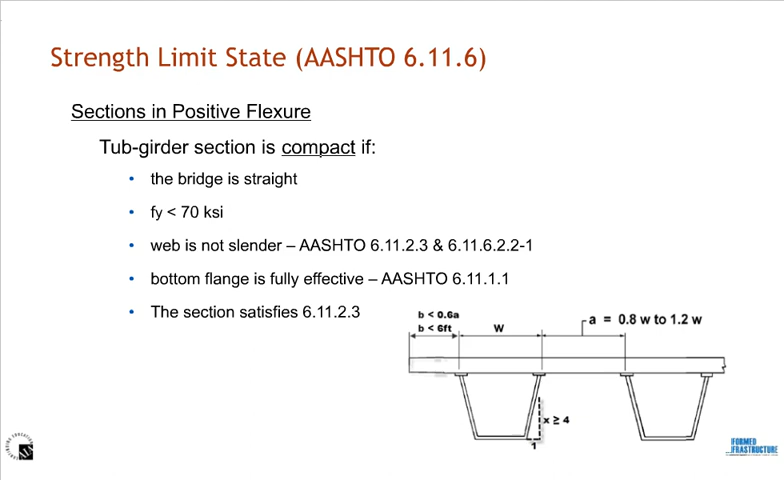 Strength Limit State (AASHTO 6.11.6)
Sections in Positive Flexure
Tub-girder section is compact if:
• the bridge is straight
• fy < 70 ksi
• web is not slender – AASHTO 6.11.2.3 & 6.11.6.2.2-1
• bottom flange is fully effective – AASHTO 6.11.1.1
• The section satisfies 6.11.2.3
b < 0.6a
b < 6ft
W
a = 0.8 w to 1.2 w
x ≥ 4
1